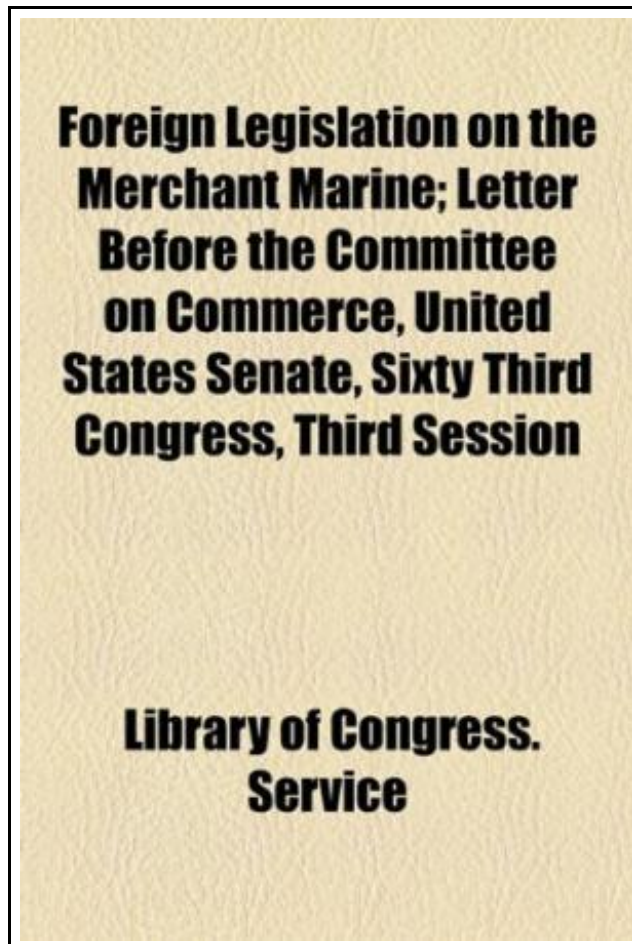 Foreign Legislation on the
Merchant Marine; Letter
Before the Committee
on Commerce, United
States Senate, Sixty Third
Congress, Third Session
Library of Congress.
Service